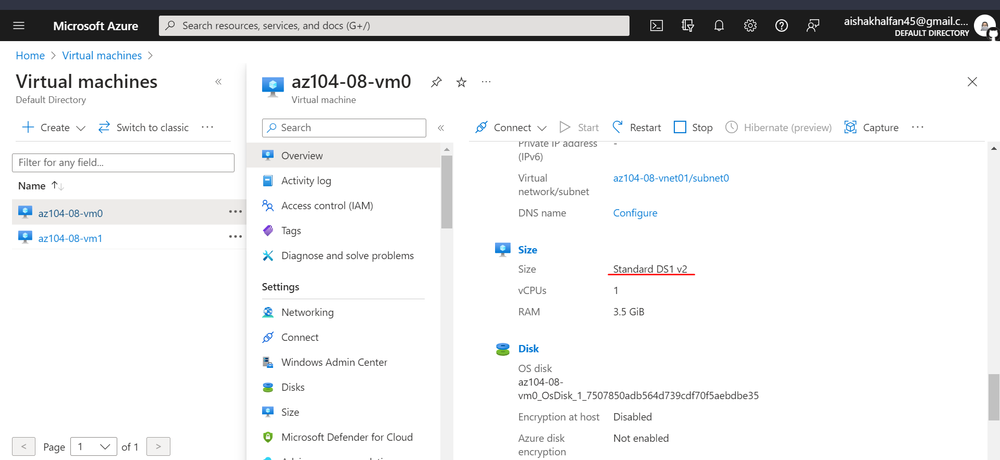 Microsoft Azure
Search resources, services, and docs (G+/)
aishakhalfan45@gmail.c...
DEFAULT DIRECTORY
Home > Virtual machines >
Virtual machines
Default Directory
Create
Switch to classic
Filter for any field...
Name
az104-08-vm0
az104-08-vm1
< Page 1 of 1 >
az104-08-vm0
Virtual machine
Search
Overview
Activity log
Access control (IAM)
Tags
Diagnose and solve problems
Settings
Networking
Connect
Windows Admin Center
Disks
Size
Microsoft Defender for Cloud
Connect
Start
Restart
Stop
Hibernate (preview)
Capture
Private IP address -
(IPv6)
Virtual az104-08-vnet01/subnet0
network/subnet
DNS name Configure
Size
Size Standard DS1 v2
vCPUs 1
RAM 3.5 GiB
Disk
OS disk
az104-08-
vm0_OsDisk_1_7507850adb564d739cdf70f5aebdbe35
Encryption at host Disabled
Azure disk Not enabled
encryption